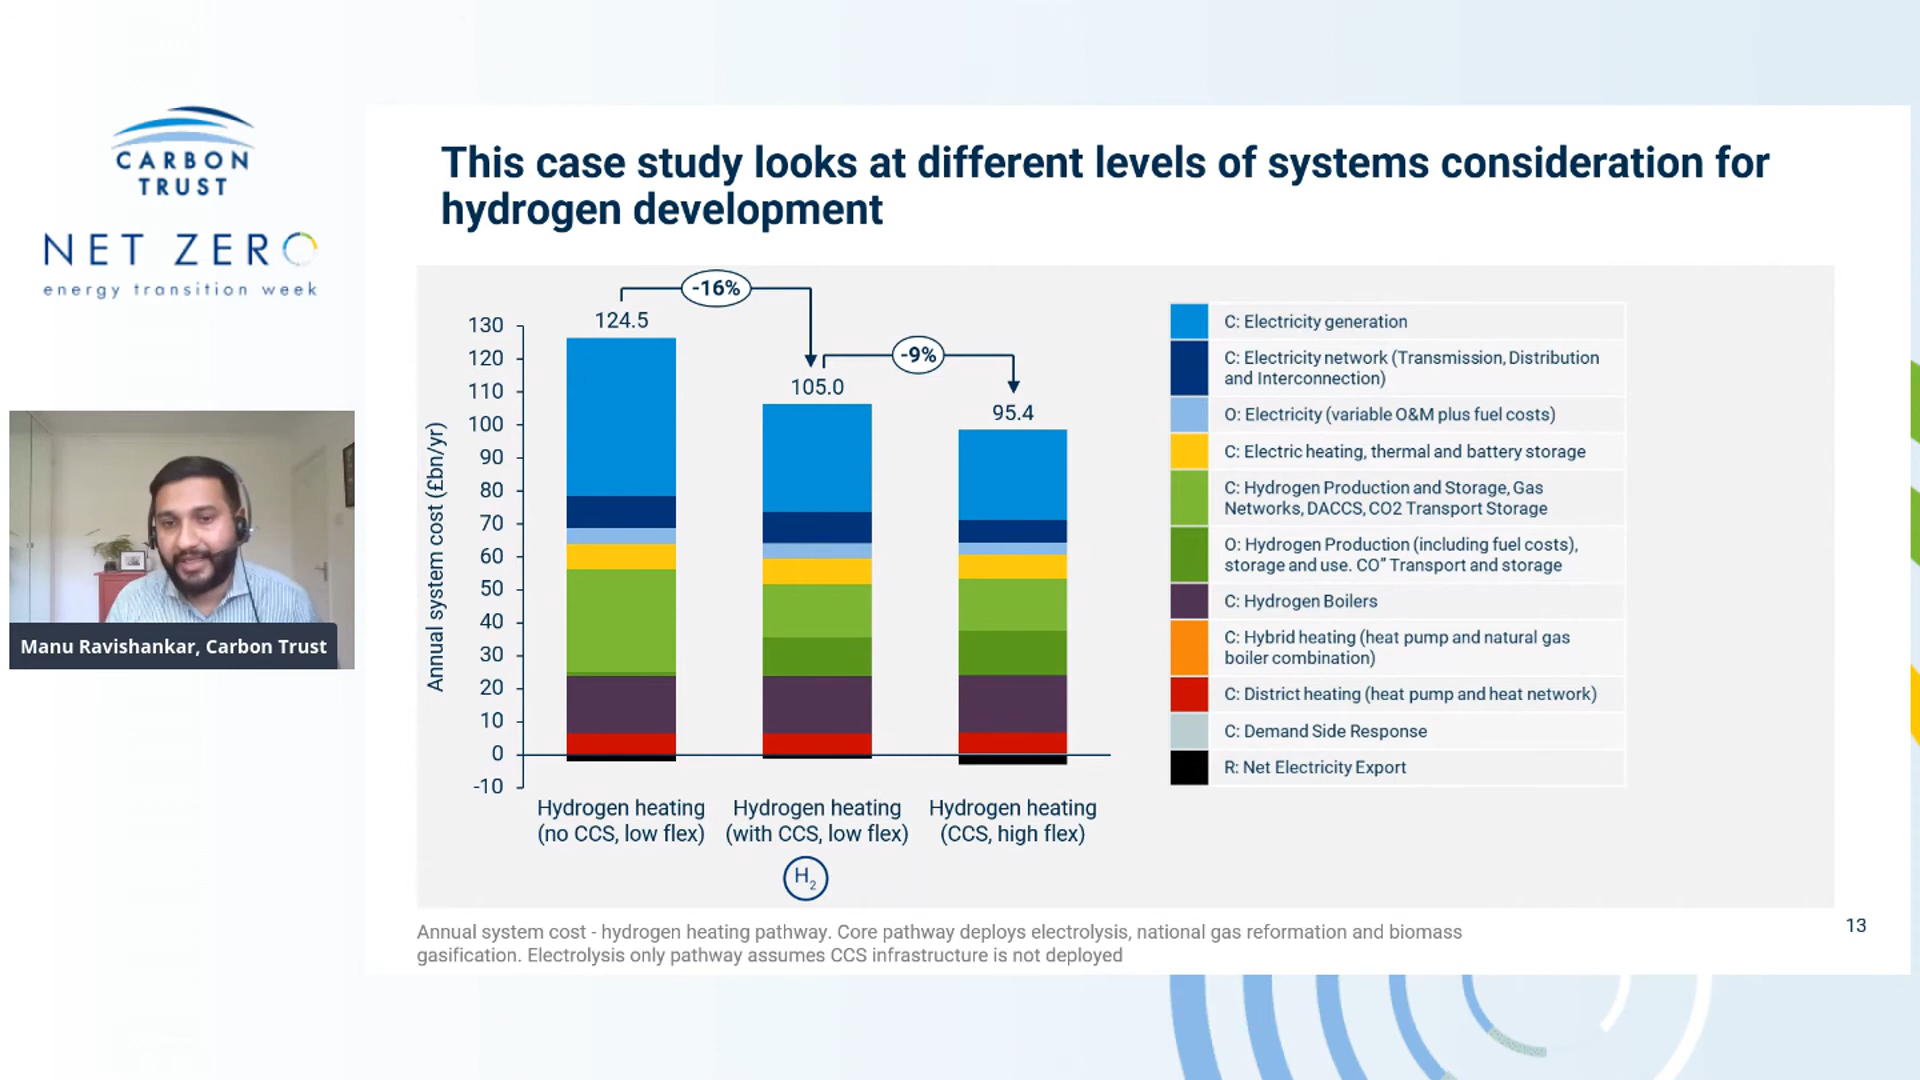 CARBON
TRUST
NET ZERO
energy transition week
Manu Ravishankar, Carbon Trust
This case study looks at different levels of systems consideration for
hydrogen development
Annual system cost (£bn/yr)
130
120
110
100
90
80
70
60
50
40
30
20
10
0
-10
-16%
-9%
124.5
105.0
95.4
Hydrogen heating
(no CCS, low flex)
Hydrogen heating
(with CCS, low flex)
Hydrogen heating
(CCS, high flex)
H2
C: Electricity generation
C: Electricity network (Transmission, Distribution
and Interconnection)
O: Electricity (variable O&M plus fuel costs)
C: Electric heating, thermal and battery storage
C: Hydrogen Production and Storage, Gas
Networks, DACCS, CO2 Transport Storage
O: Hydrogen Production (including fuel costs),
storage and use. CO” Transport and storage
C: Hydrogen Boilers
C: Hybrid heating (heat pump and natural gas
boiler combination)
C: District heating (heat pump and heat network)
C: Demand Side Response
R: Net Electricity Export
Annual system cost - hydrogen heating pathway. Core pathway deploys electrolysis, national gas reformation and biomass
gasification. Electrolysis only pathway assumes CCS infrastructure is not deployed
13